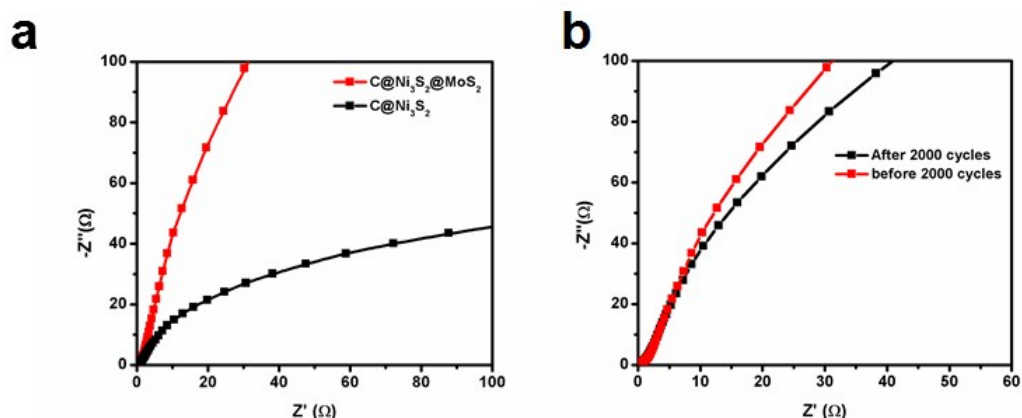 a
100
80
60
40
20
0
-Z''(Ω)
C@Ni₃S₂@MoS₂
C@Ni₃S₂
0 20 40 60 80 100
Z' (Ω)
b
100
80
60
40
20
0
-Z''(Ω)
After 2000 cycles
before 2000 cycles
0 10 20 30 40 50 60
Z' (Ω)